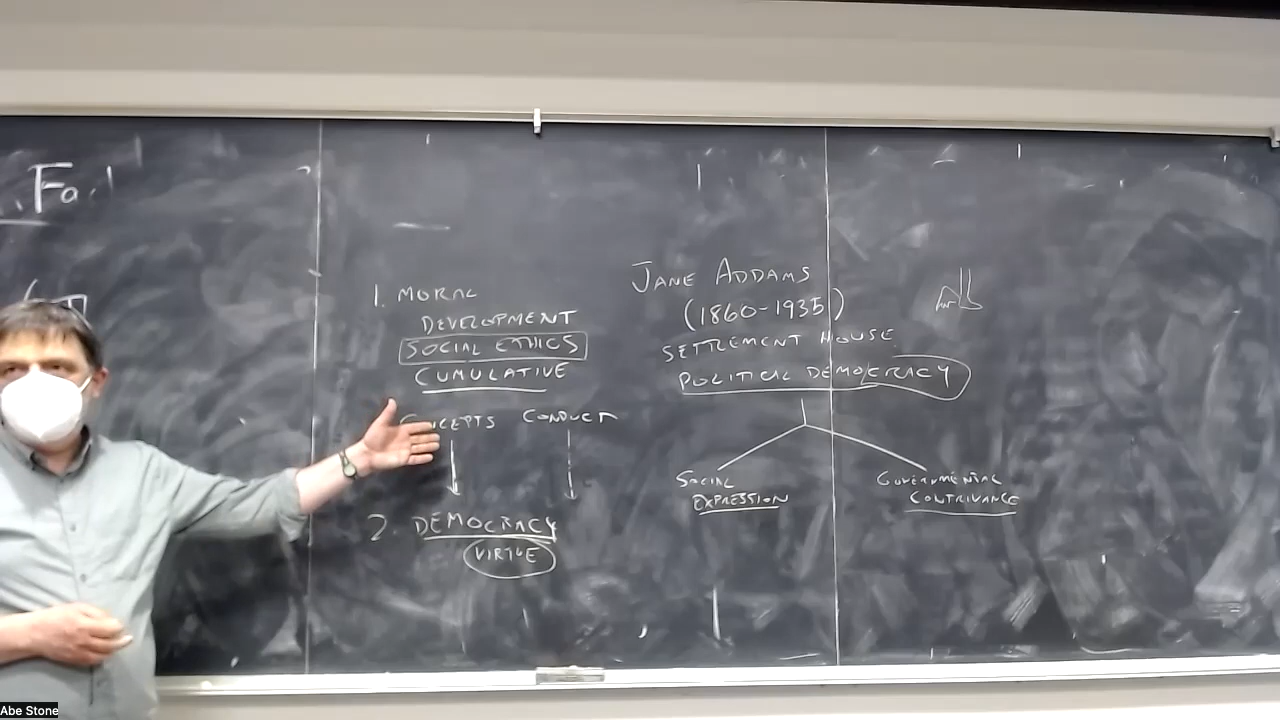 1. MORAL
DEVELOPMENT
SOCIAL ETHICS
CUMULATIVE
CONCEPTS CONDUCT
2. DEMOCRACY
VIRTUE
JANE ADDAMS
(1860-1935)
SETTLEMENT HOUSE
POLITICAL DEMOCRACY
SOCIAL
EXPRESSION
GOVERNMENTAL
CONTRIVANCE
Abe Stone